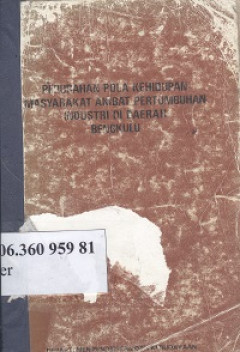 PERUBAHAN POLA KEHIDUPAN
MASYARAKAT AKIBAT PERTUMBUHAN
INDUSTRI DI DAERAH
BENGKULU
06.360 959 81
er